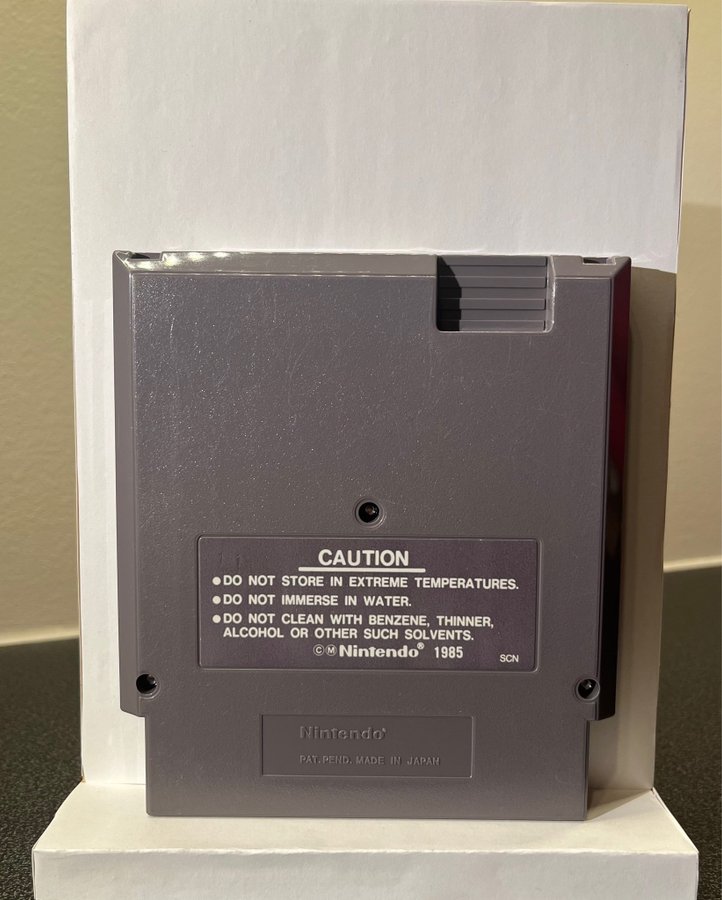 CAUTION
●DO NOT STORE IN EXTREME TEMPERATURES.
●DO NOT IMMERSE IN WATER.
●DO NOT CLEAN WITH BENZENE, THINNER,
ALCOHOL OR OTHER SUCH SOLVENTS.
ⒸⓂNintendo® 1985
SCN
Nintendo®
PAT. PEND. MADE IN JAPAN